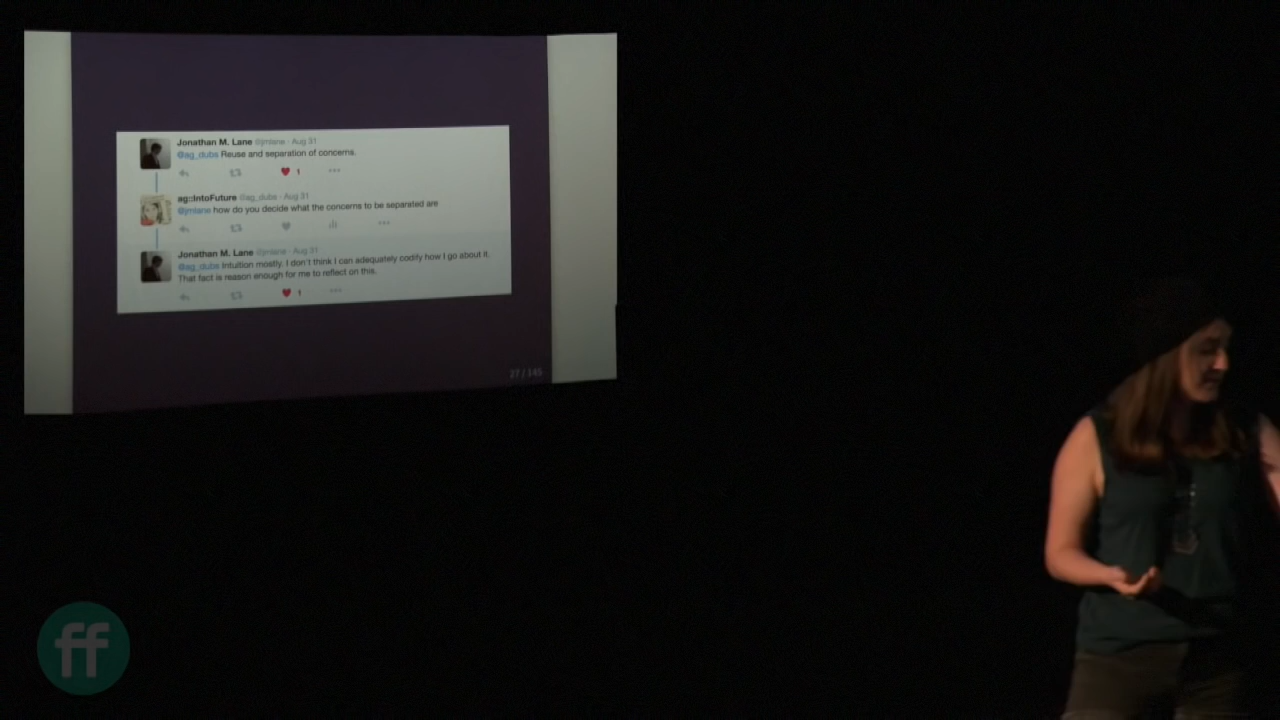 Jonathan M. Lane @jmlane · Aug 31
@ag_dubs Reuse and separation of concerns.
1
ag::IntoFuture @ag_dubs · Aug 31
@jmlane how do you decide what the concerns to be separated are
Jonathan M. Lane @jmlane · Aug 31
@ag_dubs Intuition mostly. I don't think I can adequately codify how I go about it.
That fact is reason enough for me to reflect on this.
1
27 / 145
ff